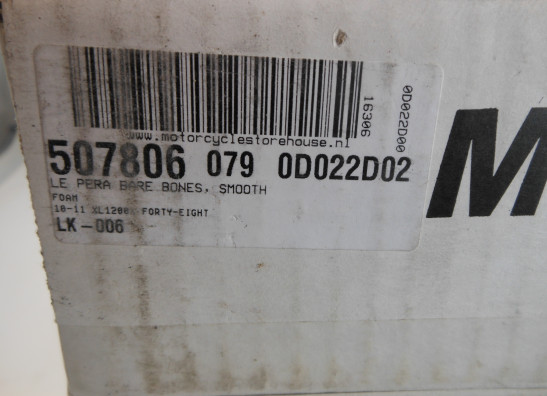 www.motorcyclestorehouse.nl
16306
0D022D00
507806 079 0D022D02
LE PERA BARE BONES, SMOOTH
FOAM
10-11 XL1200X FORTY-EIGHT
LK-006
M